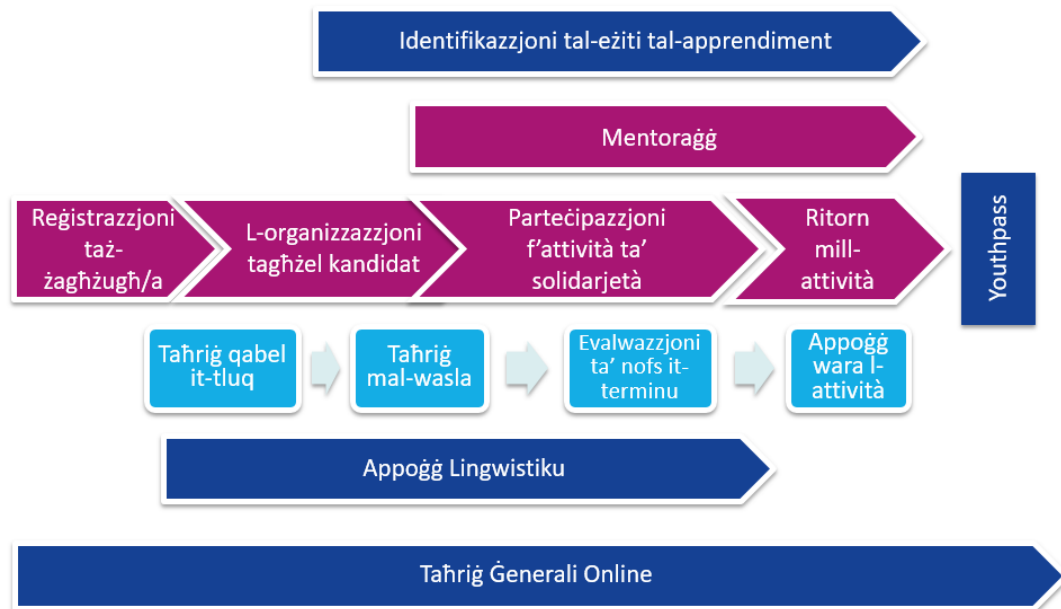 Identifikazzjoni tal-eżiti tal-apprendiment
Mentoraġġ
Reġistrazzjoni
taż-
żagħżugħ/a
L-organizzazzjoni
tagħżel kandidat
Parteċipazzjoni
f'attività ta'
solidarjetà
Ritorn
mill-
attività
Youthpass
Taħriġ qabel
it-tluq
Taħriġ
mal-wasla
Evalwazzjoni
ta' nofs it-
terminu
Appoġġ
wara l-
attività
Appoġġ Lingwistiku
Taħriġ Ġenerali Online